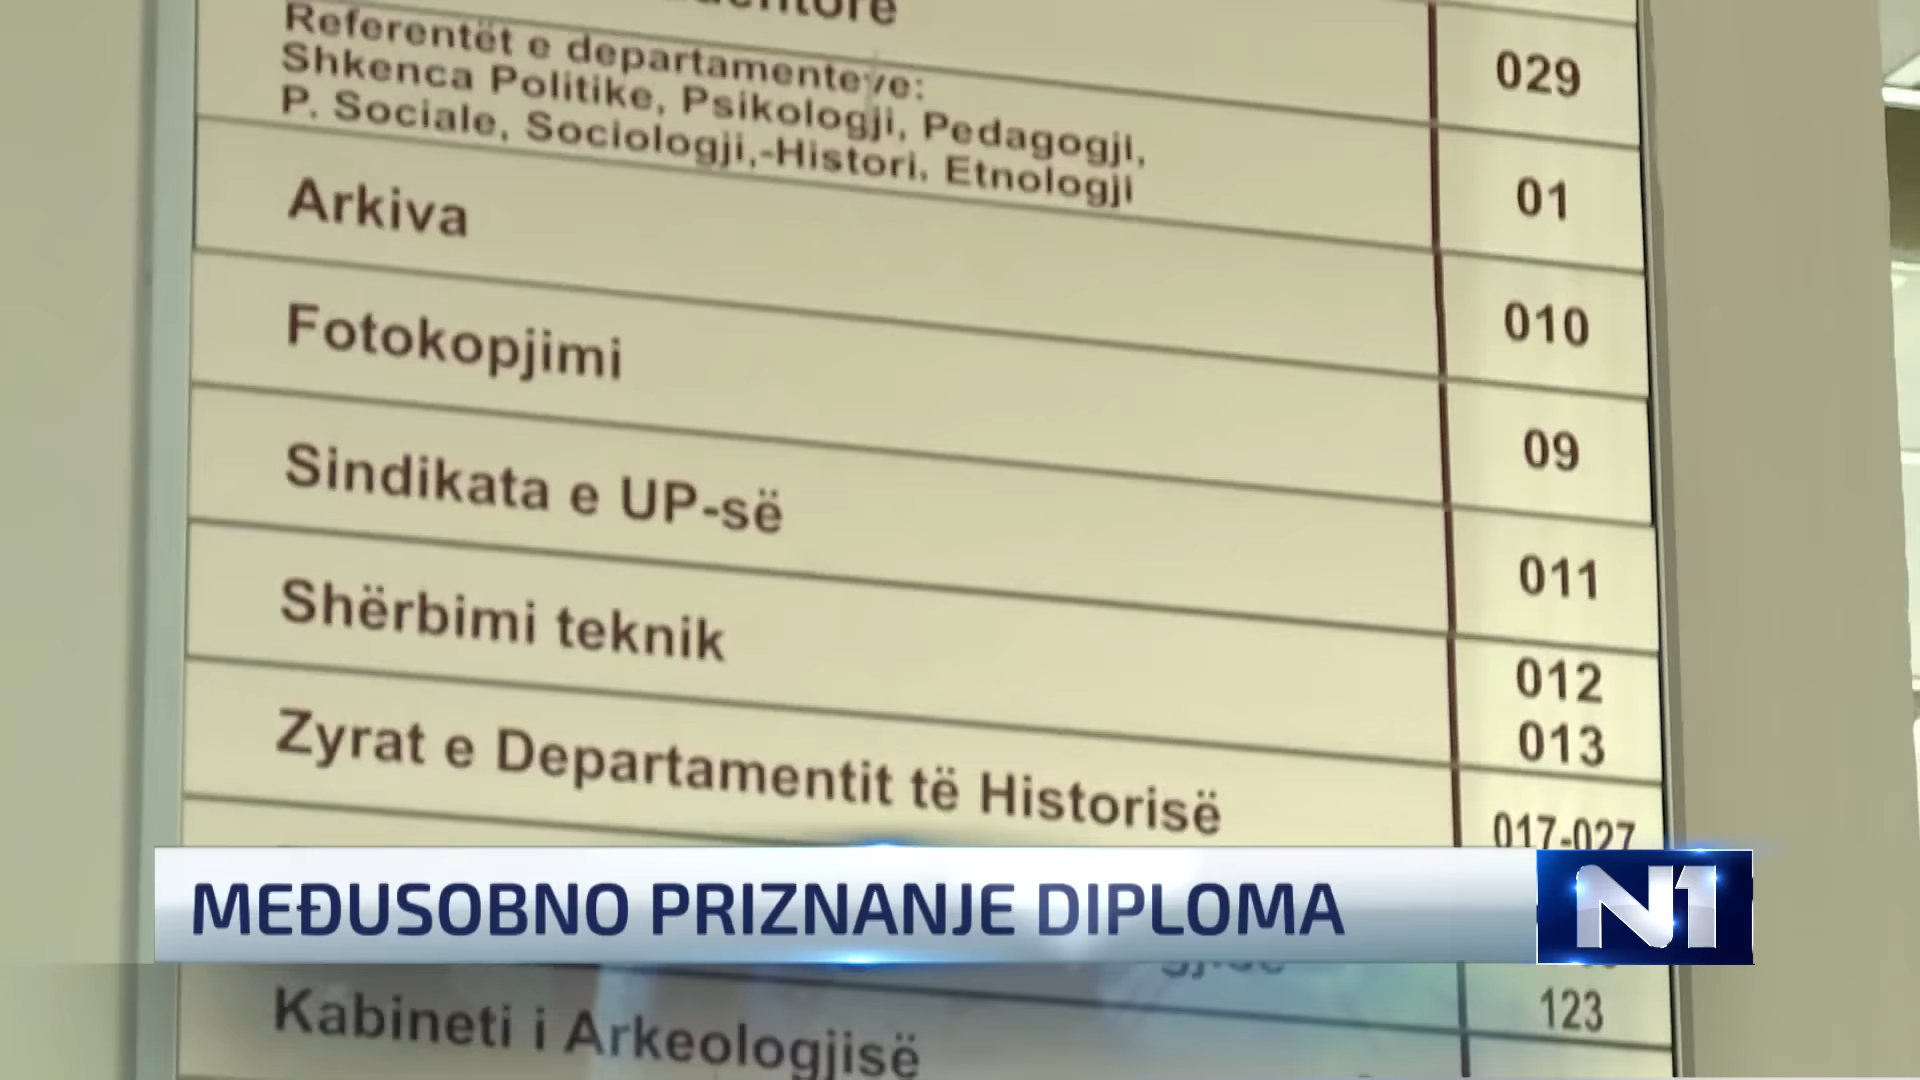 029
Referentët e departamenteve:
Shkenca Politike, Psikologji, Pedagogji,
P. Sociale, Sociologji,-Histori, Etnologji
01
Arkiva
010
Fotokopjimi
09
Sindikata e UP-së
011
Shërbimi teknik
012
013
Zyrat e Departamentit të Historisë
017-027
MEĐUSOBNO PRIZNANJE DIPLOMA
N1
123
Kabineti i Arkeologjisë